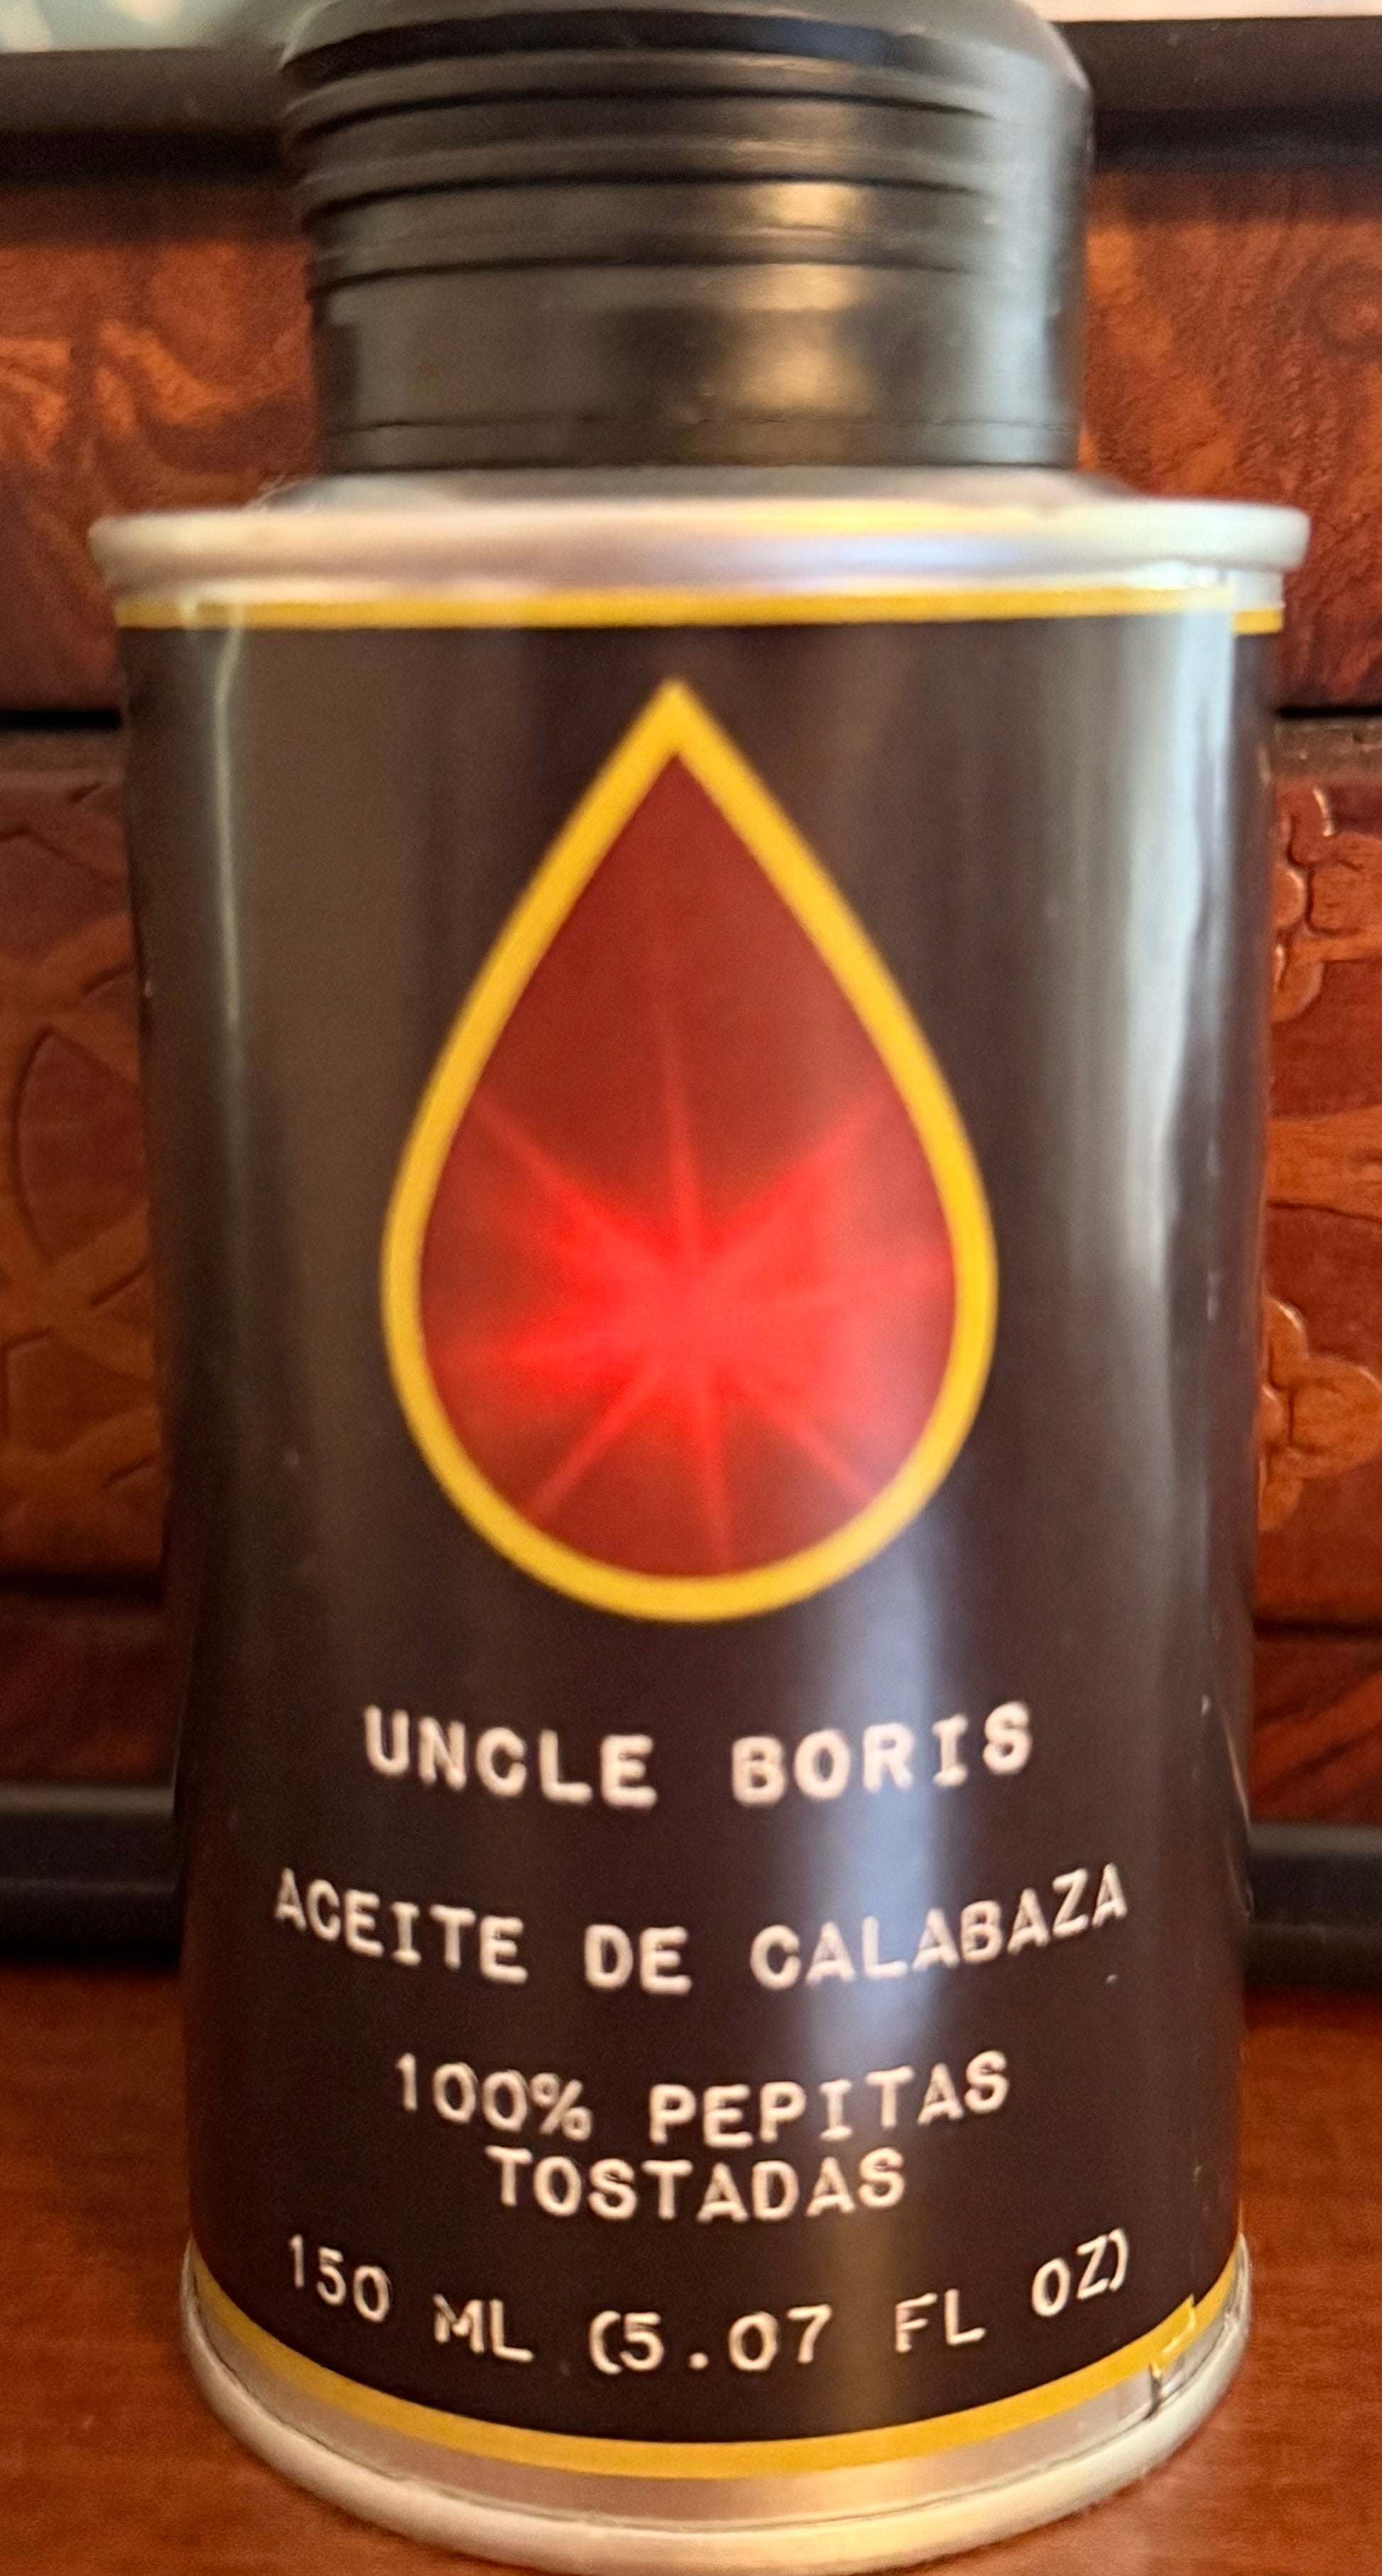 UNCLE BORIS
ACEITE DE CALABAZA
100% PEPITAS
TOSTADAS
150 ML (5.07 FL OZ)